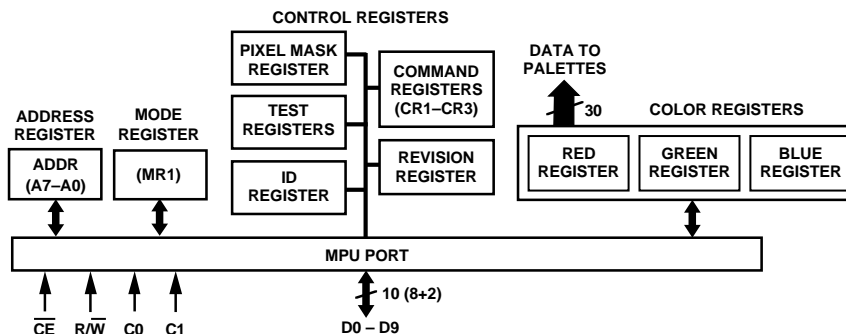 CONTROL REGISTERS
PIXEL MASK
REGISTER
COMMAND
REGISTERS
(CR1–CR3)
TEST
REGISTERS
ID
REGISTER
REVISION
REGISTER
ADDRESS
REGISTER
ADDR
(A7–A0)
MODE
REGISTER
(MR1)
DATA TO
PALETTES
30
COLOR REGISTERS
RED
REGISTER
GREEN
REGISTER
BLUE
REGISTER
MPU PORT
C̅E̅
R/W̅
C0
C1
10 (8+2)
D0 – D9